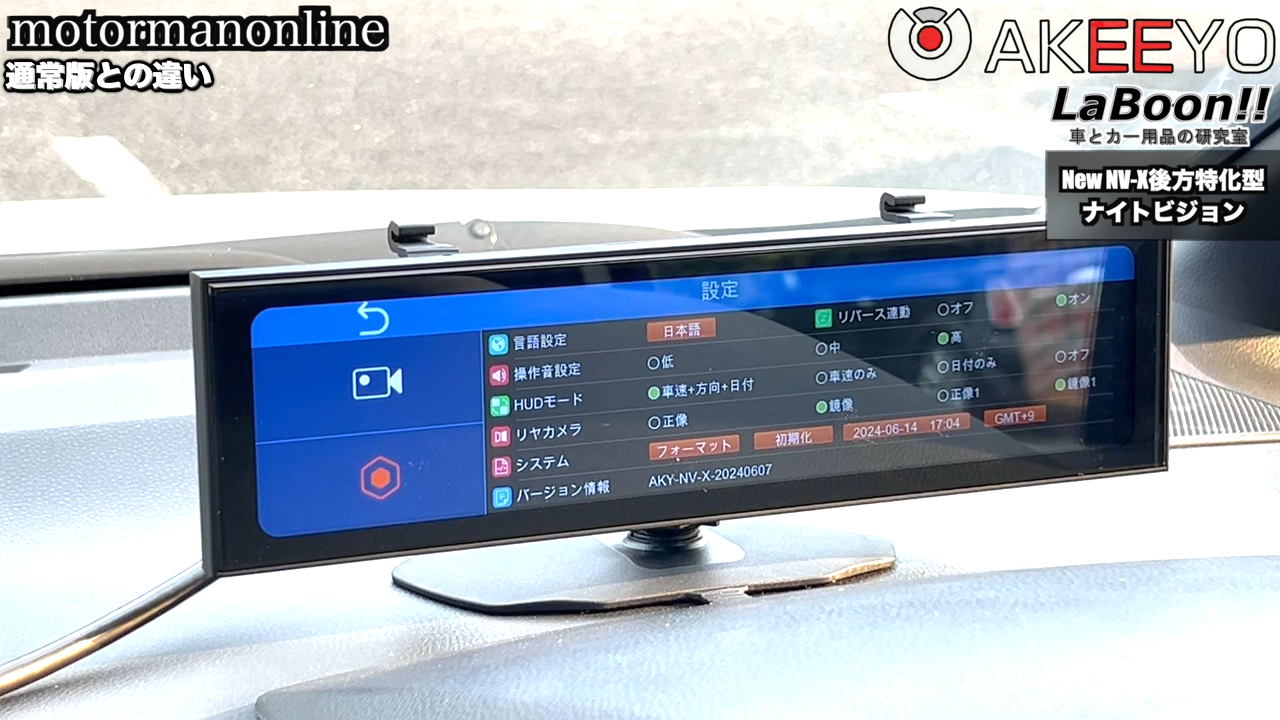 motormanonline
通常版との違い
AKEEYO
LaBoon!!
車とカー用品の研究室
New NV-X後方特化型
ナイトビジョン
設定
言語設定 日本語 リバース連動 オフ オン
操作音設定 低 中 高
HUDモード 車速+方向+日付 車速のみ 日付のみ オフ
リヤカメラ 正像 鏡像 正像1 鏡像1
システム フォーマット 初期化 2024-06-14 17:04 GMT+9
バージョン情報 AKY-NV-X-20240607